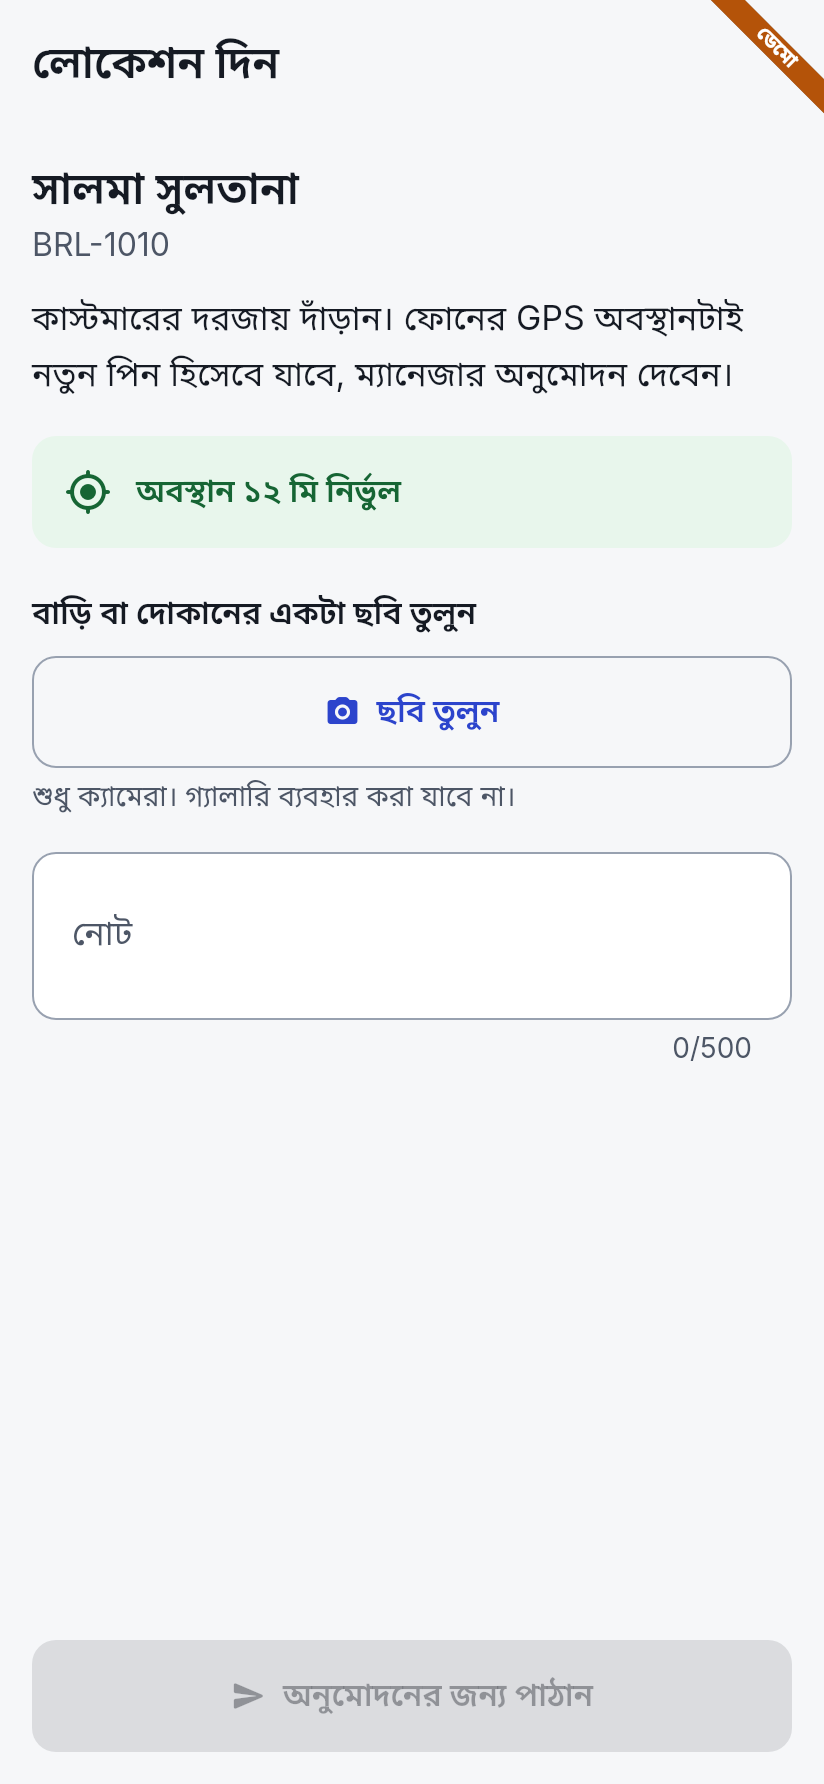 লোকেশন দিন
ডেমো
সালমা সুলতানা
BRL-1010
কাস্টমারের দরজায় দাঁড়ান। ফোনের GPS অবস্থানটাই
নতুন পিন হিসেবে যাবে, ম্যানেজার অনুমোদন দেবেন।
অবস্থান ১২ মি নির্ভুল
বাড়ি বা দোকানের একটা ছবি তুলুন
ছবি তুলুন
শুধু ক্যামেরা। গ্যালারি ব্যবহার করা যাবে না।
নোট
0/500
অনুমোদনের জন্য পাঠান